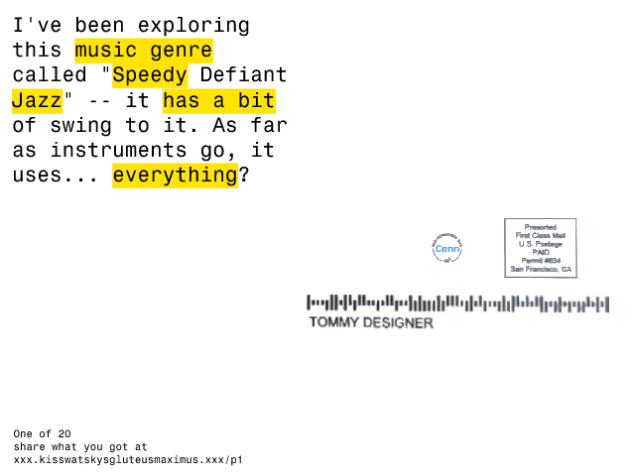 I've been exploring
this music genre
called "Speedy Defiant
Jazz" -- it has a bit
of swing to it. As far
as instruments go, it
uses... everything?
Cenn
Presorted
First Class Mail
U S. Postage
PAID
Permit #634
San Francisco, CA
TOMMY DESIGNER
One of 20
share what you got at
xxx.kisswatskysgluteusmaximus.xxx/p1